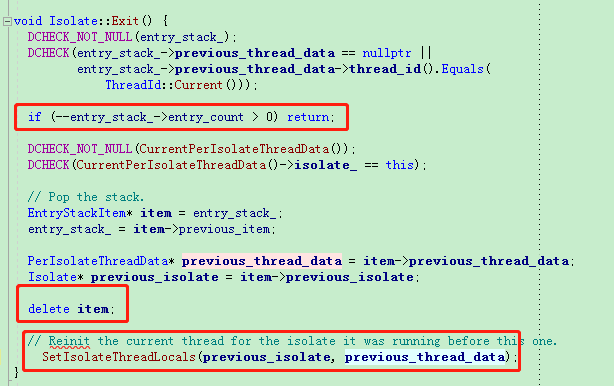 void Isolate::Exit() {
DCHECK_NOT_NULL(entry_stack_);
DCHECK(entry_stack_->previous_thread_data == nullptr ||
entry_stack_->previous_thread_data->thread_id().Equals(
ThreadId::Current()));
if (--entry_stack_->entry_count > 0) return;
DCHECK_NOT_NULL(CurrentPerIsolateThreadData());
DCHECK(CurrentPerIsolateThreadData()->isolate_ == this);
// Pop the stack.
EntryStackItem* item = entry_stack_;
entry_stack_ = item->previous_item;
PerIsolateThreadData* previous_thread_data = item->previous_thread_data;
Isolate* previous_isolate = item->previous_isolate;
delete item;
// Reinit the current thread for the isolate it was running before this one.
SetIsolateThreadLocals(previous_isolate, previous_thread_data);
}